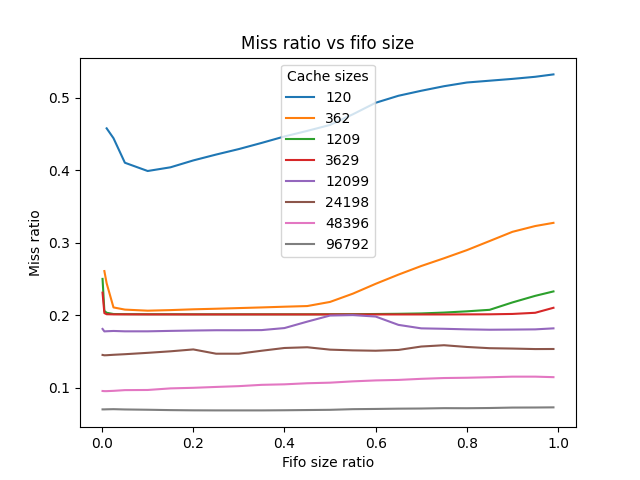 Miss ratio vs fifo size
Cache sizes
120
362
1209
3629
12099
24198
48396
96792
0.5
0.4
0.3
0.2
0.1
Miss ratio
0.0 0.2 0.4 0.6 0.8 1.0
Fifo size ratio